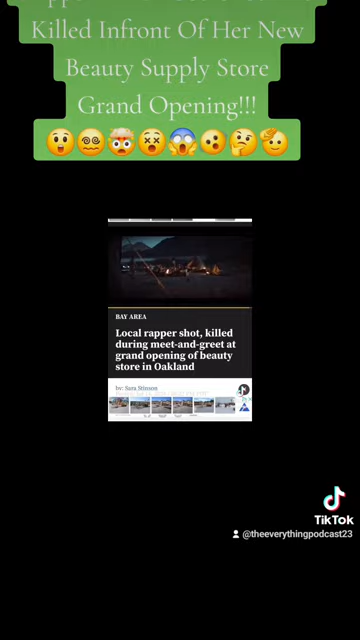 Killed Infront Of Her New
Beauty Supply Store
Grand Opening!!!
BAY AREA
Local rapper shot, killed
during meet-and-greet at
grand opening of beauty
store in Oakland
by: Sara Stinson
TikTok
@theeverythingpodcast23